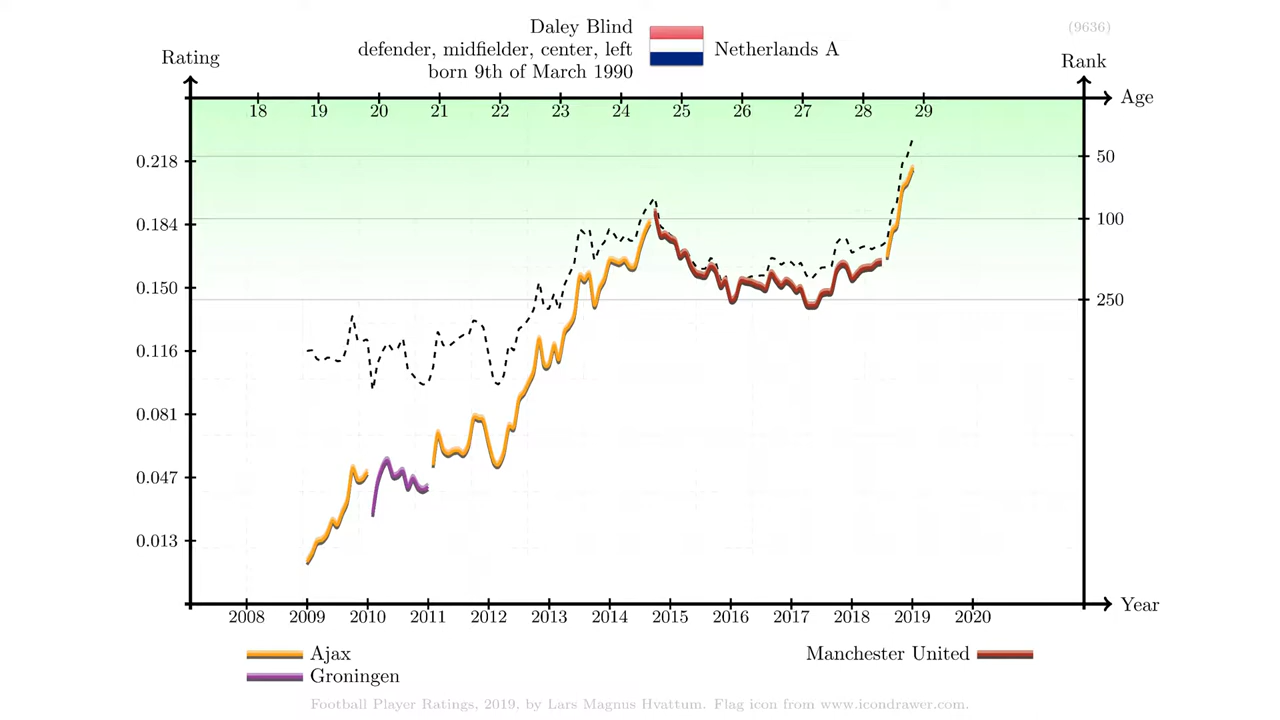 Daley Blind
defender, midfielder, center, left
born 9th of March 1990
Netherlands A
(9636)
Rating
Rank
18 19 20 21 22 23 24 25 26 27 28 29
Age
0.218
0.184
0.150
0.116
0.081
0.047
0.013
50
100
250
2008 2009 2010 2011 2012 2013 2014 2015 2016 2017 2018 2019 2020
Year
Ajax
Groningen
Manchester United
Football Player Ratings, 2019, by Lars Magnus Hvattum. Flag icon from www.icondrawer.com.